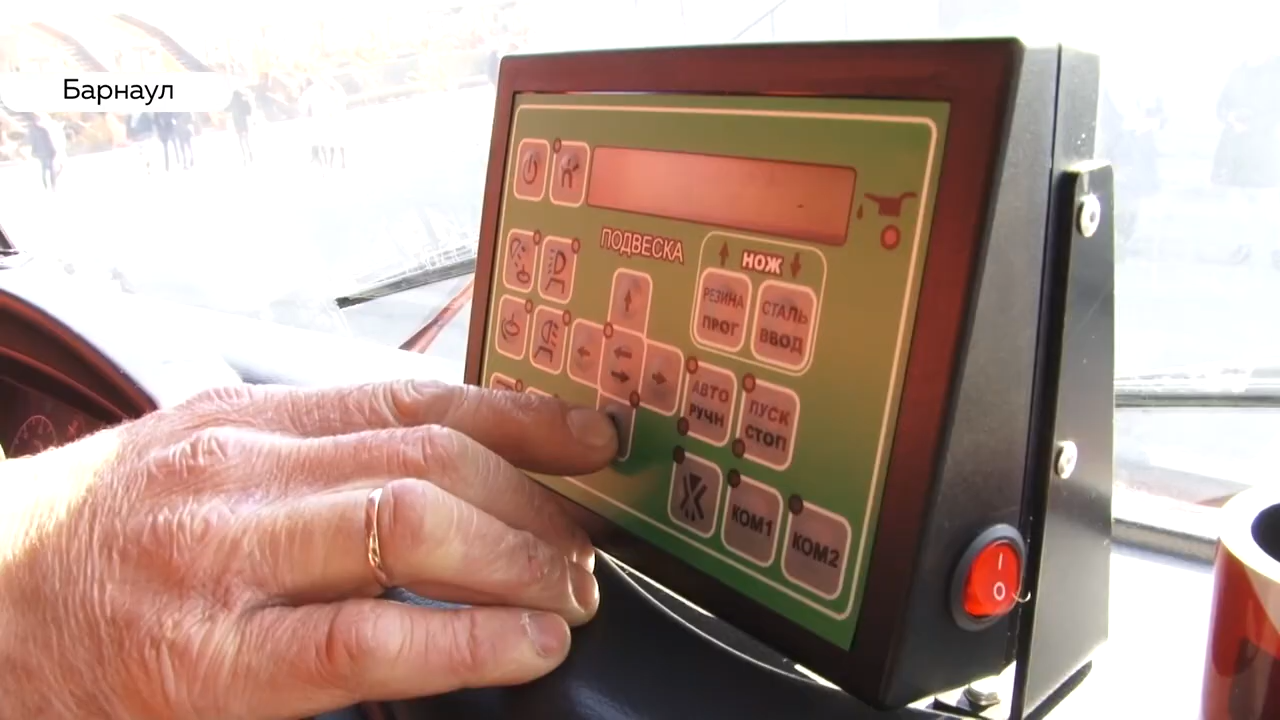 Барнаул
ПОДВЕСКА
НОЖ
РЕЗИНА
ПРОГ
СТАЛЬ
ВВОД
АВТО
РУЧН
ПУСК
СТОП
КОМ1
КОМ2